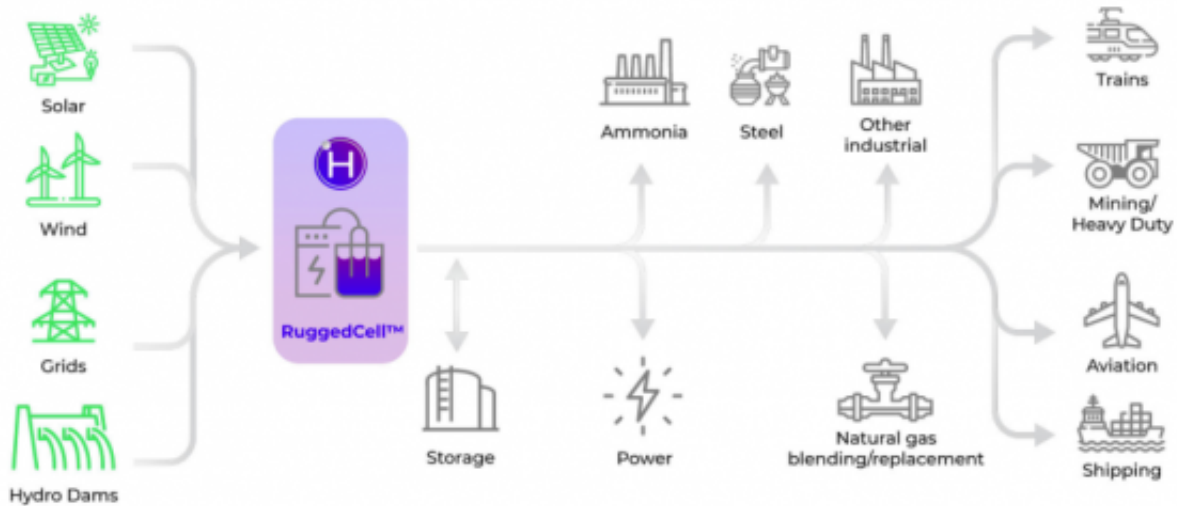 Solar
Wind
Grids
Hydro Dams
H
RuggedCell™
Storage
Ammonia
Steel
Other
industrial
Power
Natural gas
blending/replacement
Trains
Mining/
Heavy Duty
Aviation
Shipping